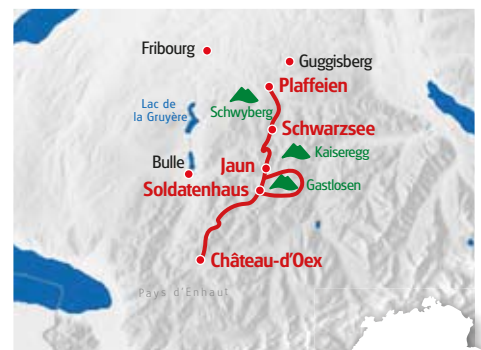 Fribourg
Guggisberg
Plaffeien
Schwyberg
Lac de
la Gruyère
Schwarzsee
Kaiseregg
Bulle
Jaun
Gastlosen
Soldatenhaus
Château-d'Oex
Pays d'Enhaut